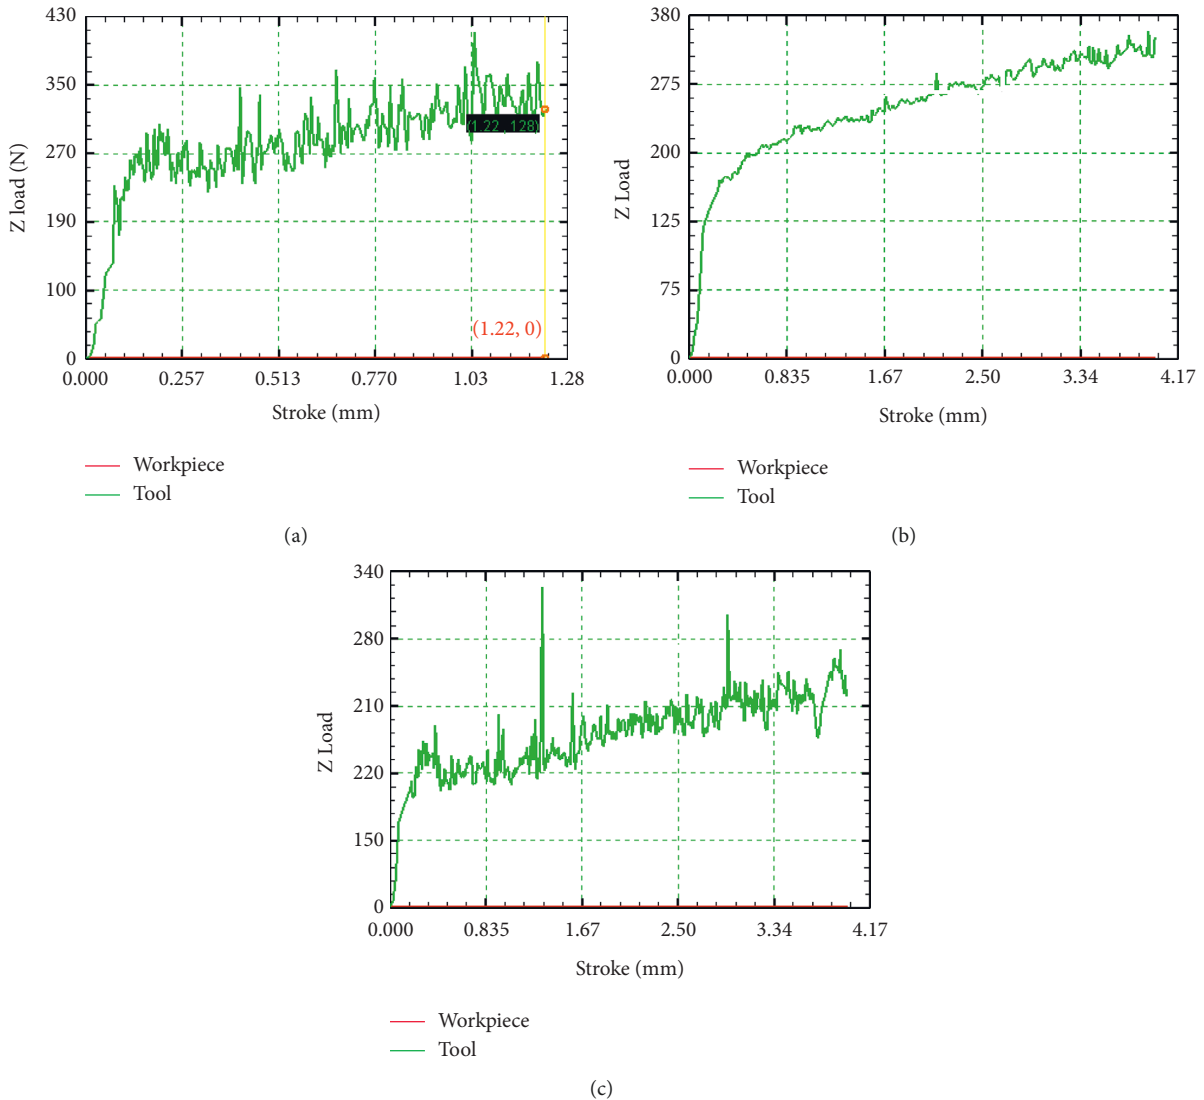 430
350
270
190
100
0
Z load (N)
(1.22, 128)
(1.22, 0)
0.000 0.257 0.513 0.770 1.03 1.28
Stroke (mm)
Workpiece
Tool
(a)
380
275
200
125
75
0
Z Load
0.000 0.835 1.67 2.50 3.34 4.17
Stroke (mm)
Workpiece
Tool
(b)
340
280
210
220
150
0
Z Load
0.000 0.835 1.67 2.50 3.34 4.17
Stroke (mm)
Workpiece
Tool
(c)